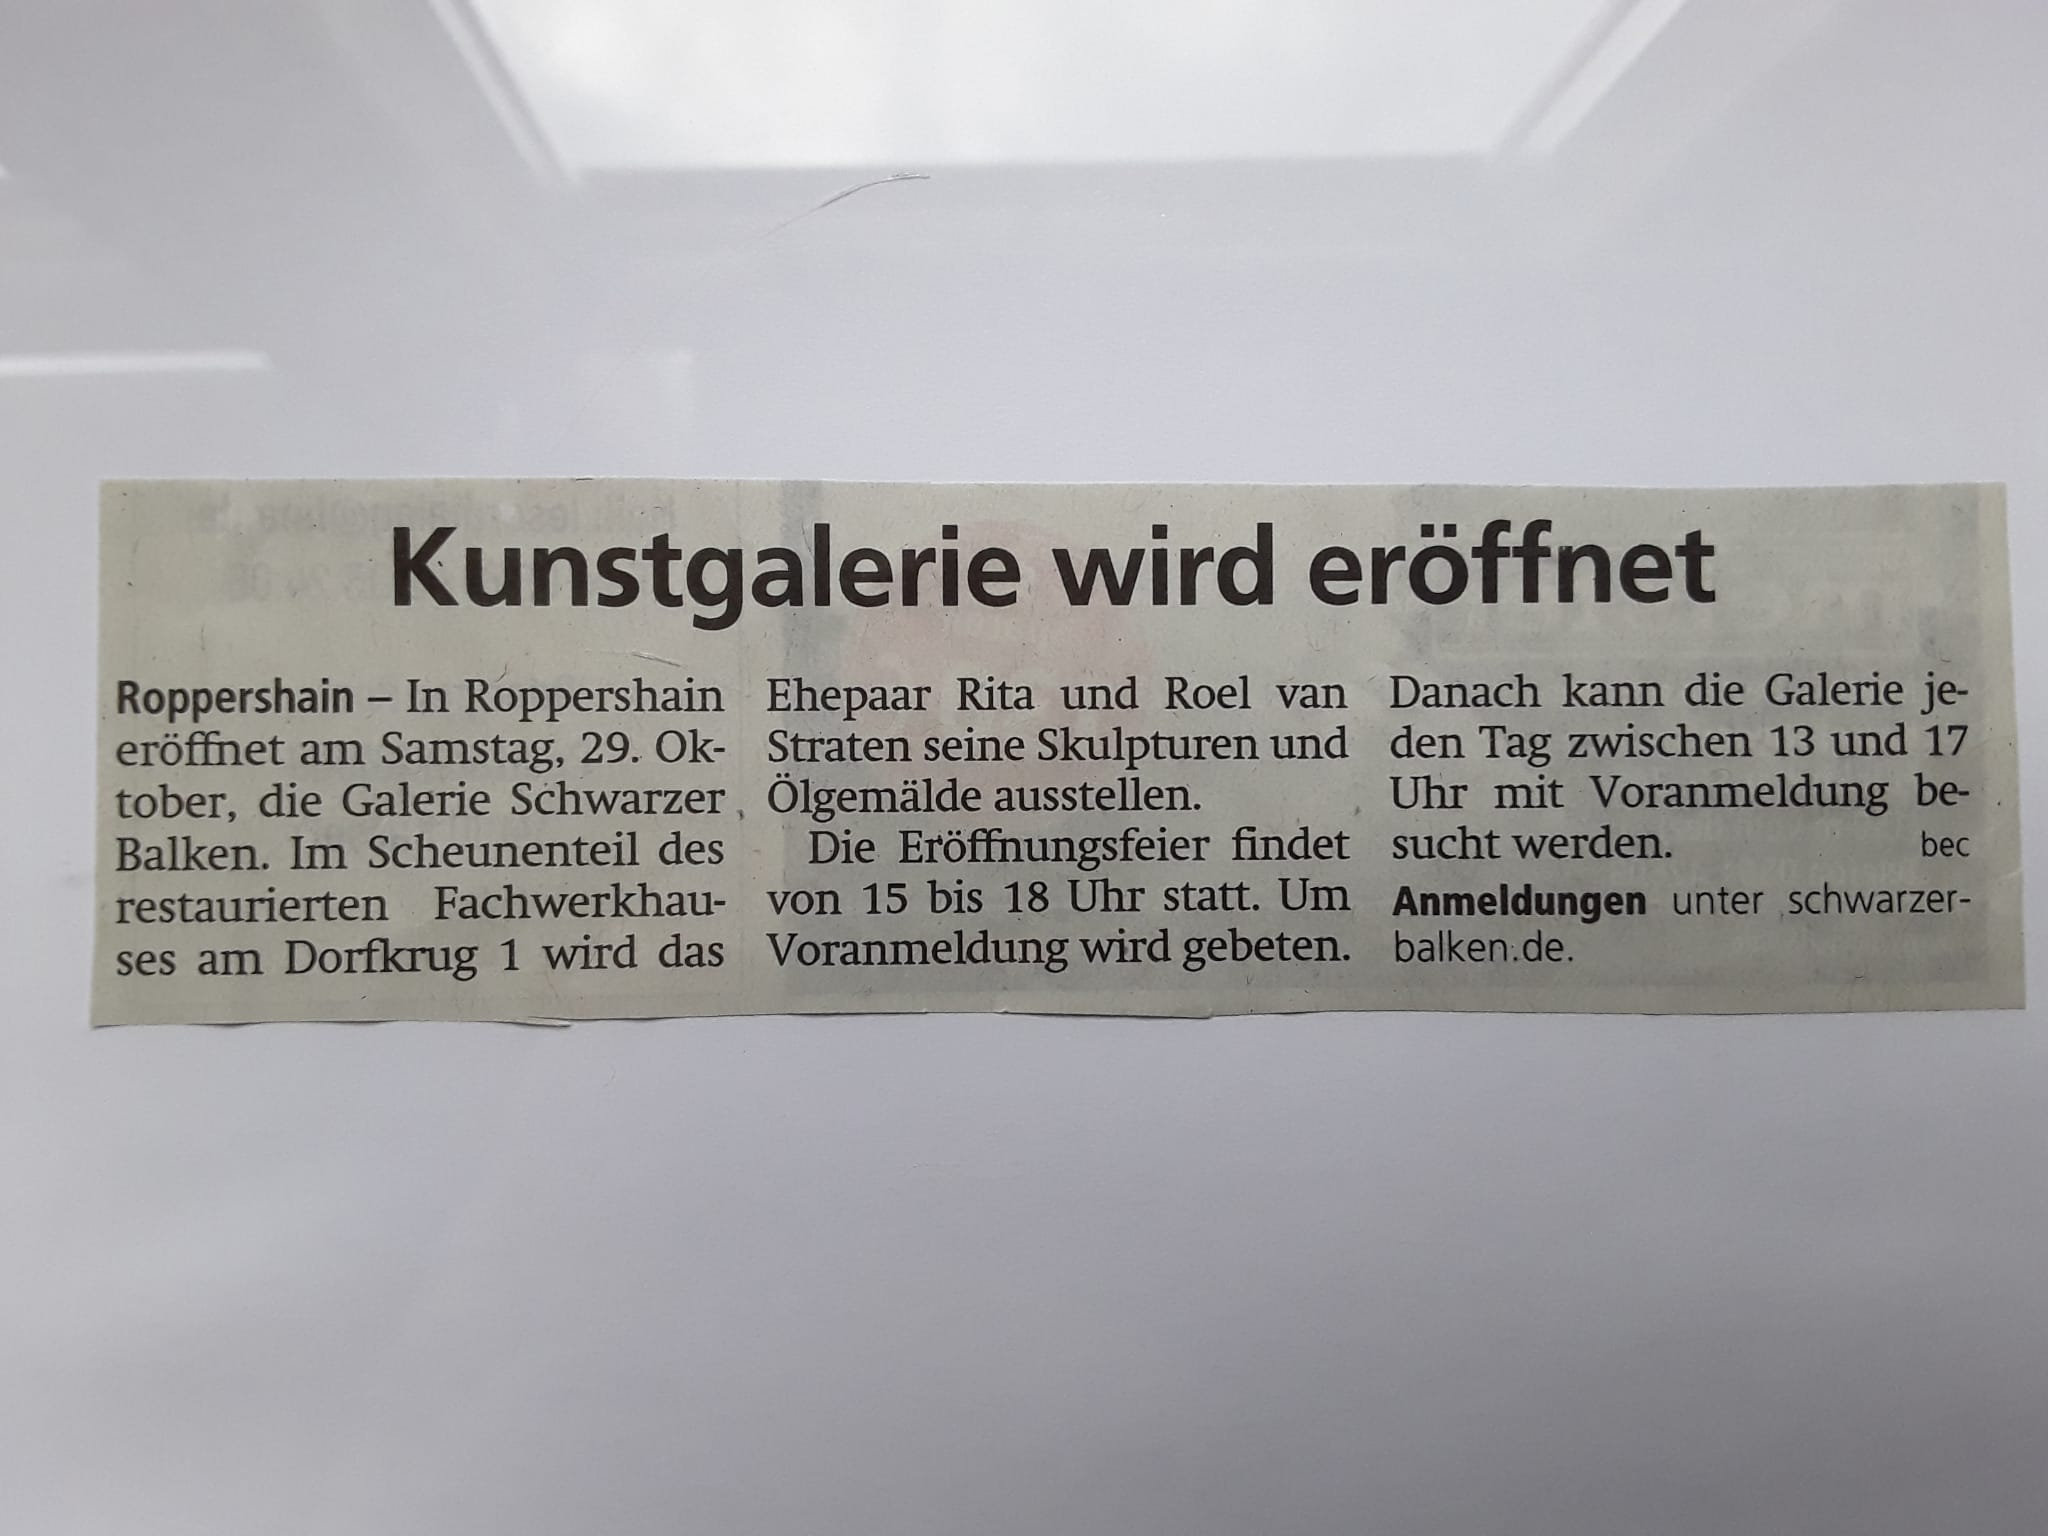 Kunstgalerie wird eröffnet
Roppershain – In Roppershain
eröffnet am Samstag, 29. Ok-
tober, die Galerie Schwarzer
Balken. Im Scheunenteil des
restaurierten Fachwerkhau-
ses am Dorfkrug 1 wird das
Ehepaar Rita und Roel van
Straten seine Skulpturen und
Ölgemälde ausstellen.
Die Eröffnungsfeier findet
von 15 bis 18 Uhr statt. Um
Voranmeldung wird gebeten.
Danach kann die Galerie je-
den Tag zwischen 13 und 17
Uhr mit Voranmeldung be-
sucht werden. bec
Anmeldungen unter schwarzer-
balken.de.